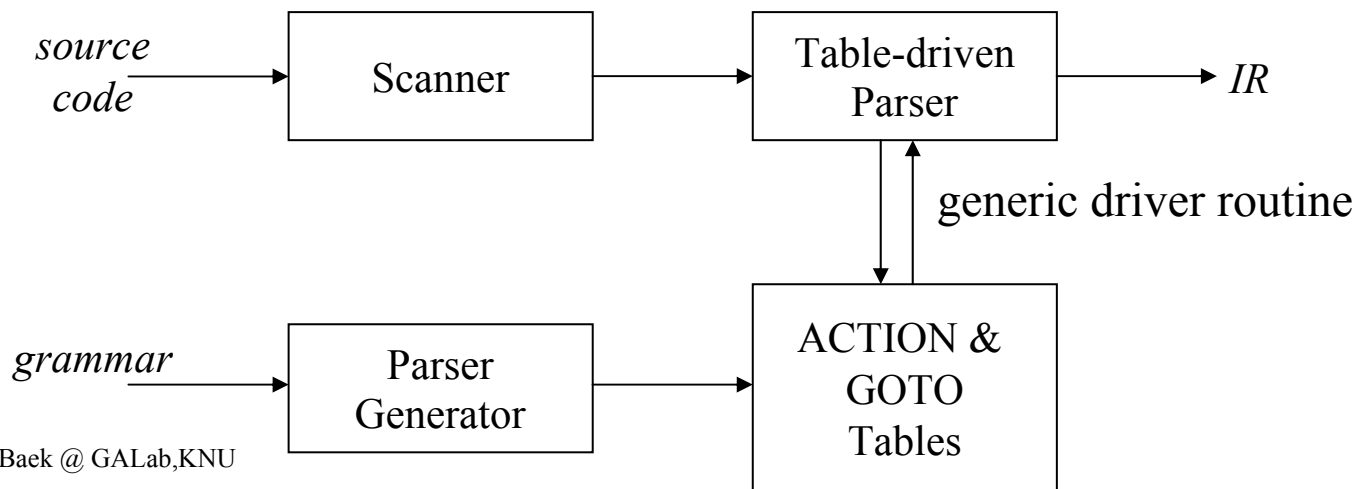 source
code
Scanner
Table-driven
Parser
IR
generic driver routine
grammar
Parser
Generator
ACTION &
GOTO
Tables
Baek @ GALab,KNU